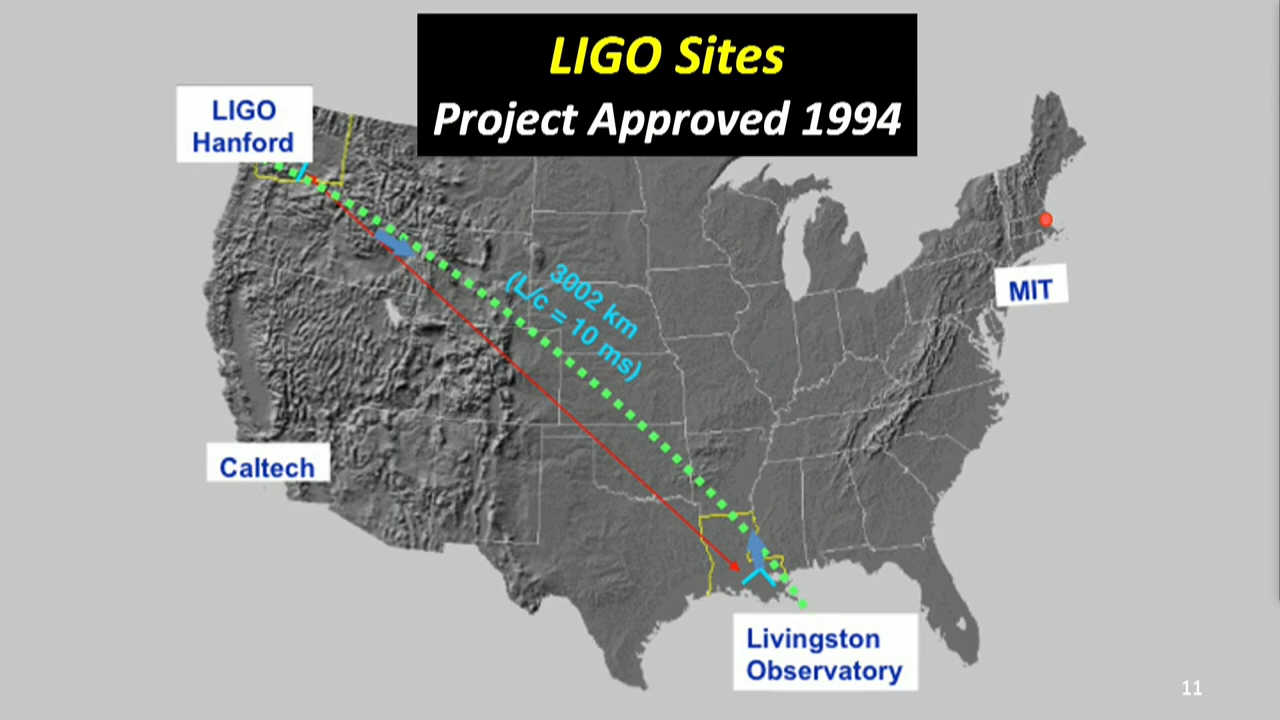 LIGO Sites
Project Approved 1994
LIGO
Hanford
3002 km
(L/c = 10 ms)
MIT
Caltech
Livingston
Observatory
11